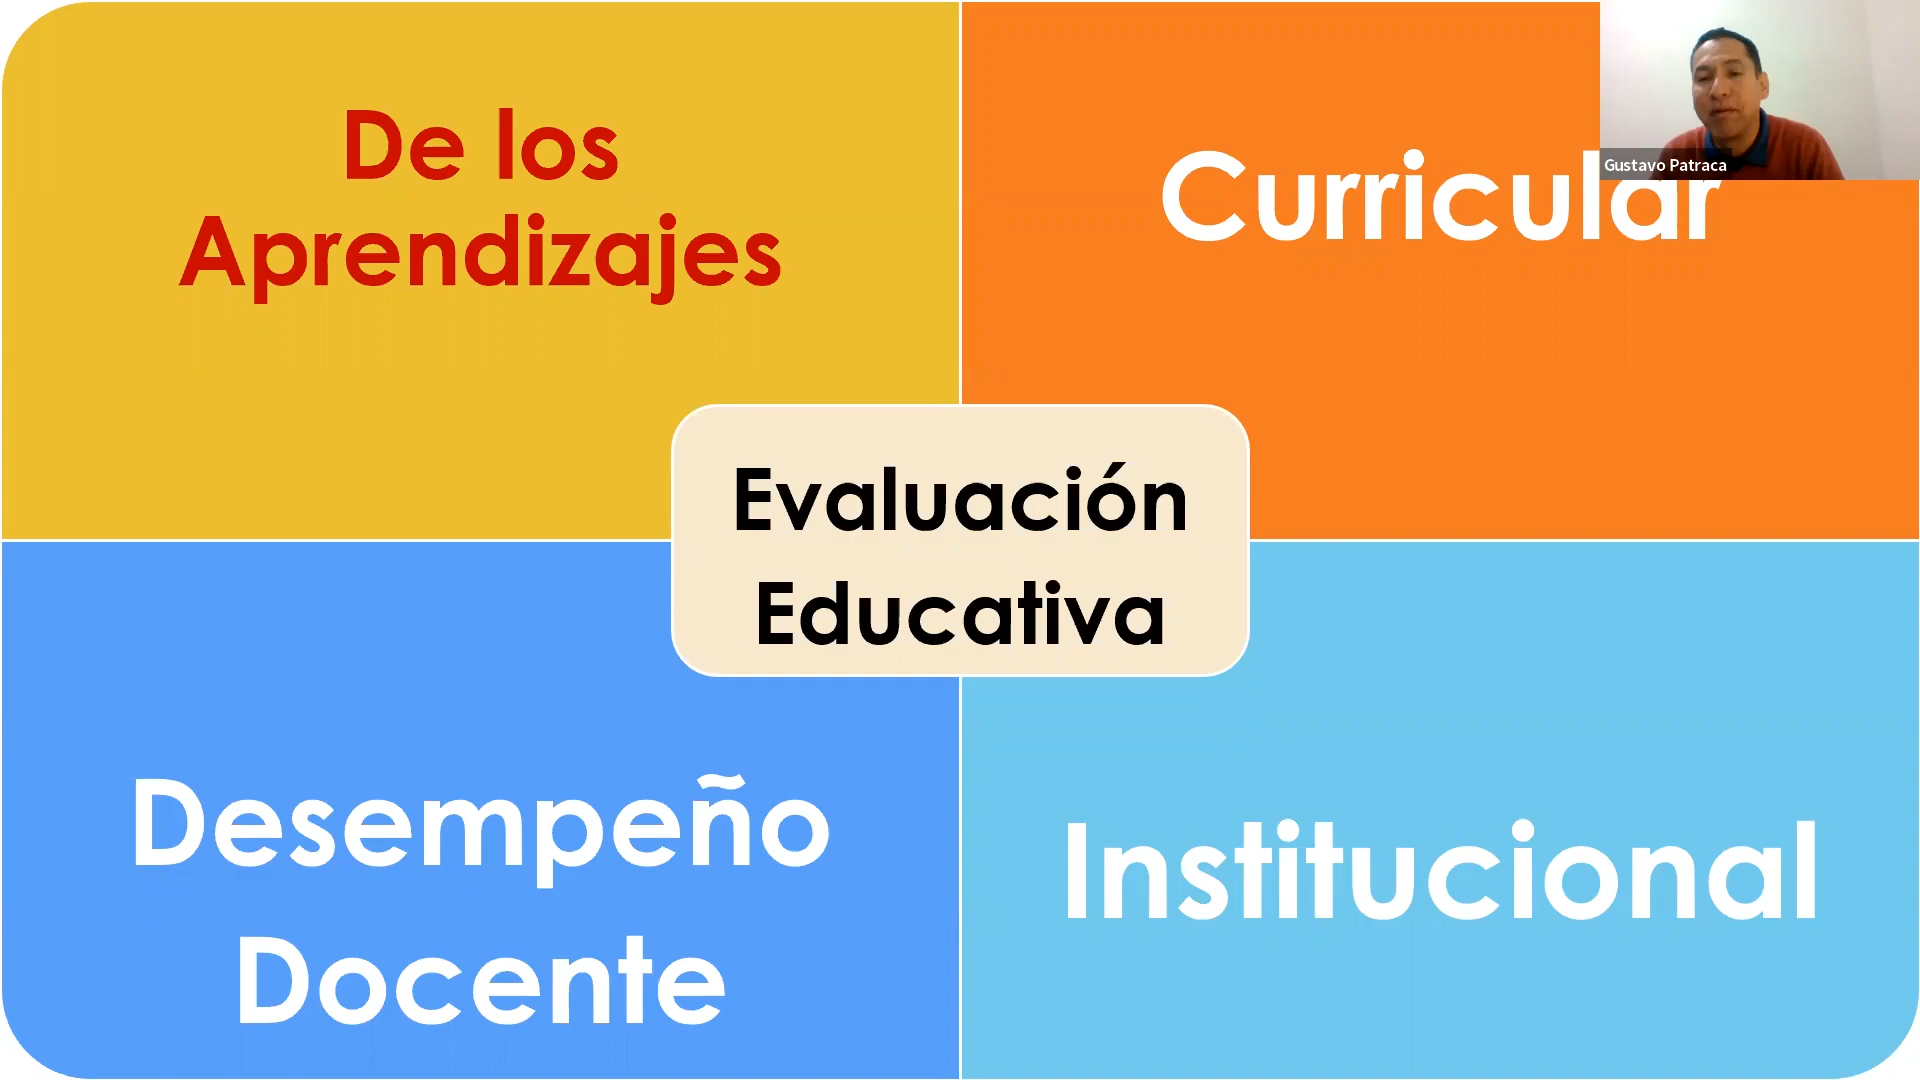 De los
Aprendizajes
Curricular
Gustavo Patraca
Evaluación
Educativa
Desempeño
Docente
Institucional